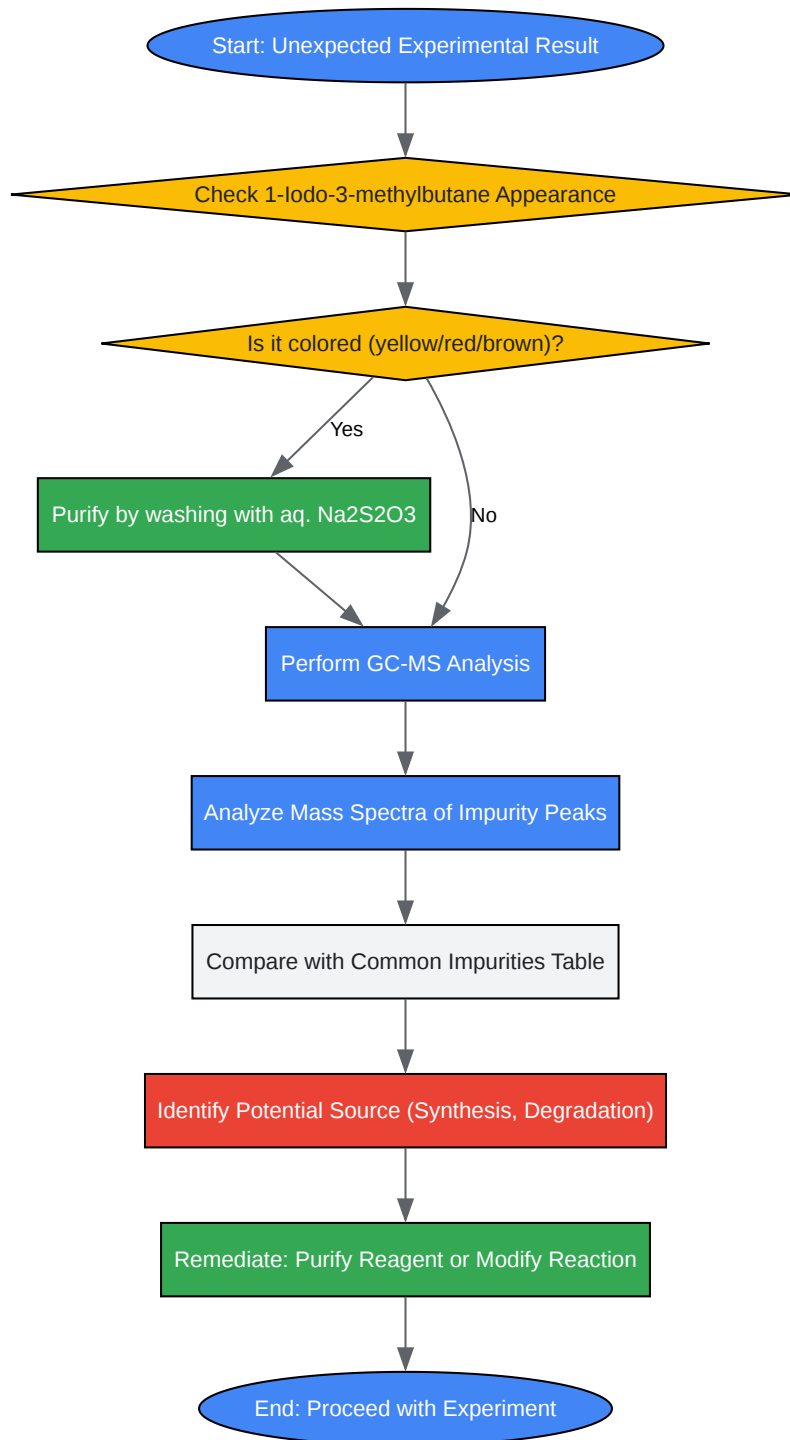 Start: Unexpected Experimental Result
Check 1-Iodo-3-methylbutane Appearance
Is it colored (yellow/red/brown)?
Yes
Purify by washing with aq. Na2S2O3
No
Perform GC-MS Analysis
Analyze Mass Spectra of Impurity Peaks
Compare with Common Impurities Table
Identify Potential Source (Synthesis, Degradation)
Remediate: Purify Reagent or Modify Reaction
End: Proceed with Experiment